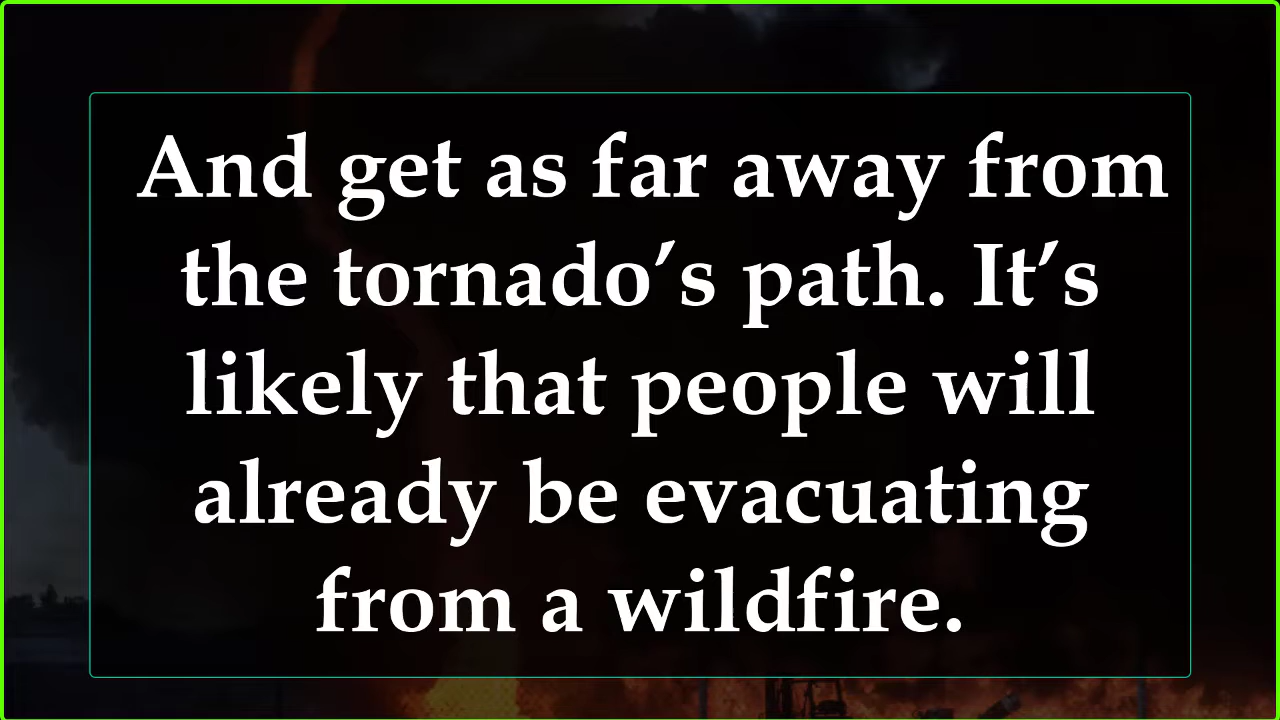 And get as far away from
the tornado’s path. It’s
likely that people will
already be evacuating
from a wildfire.